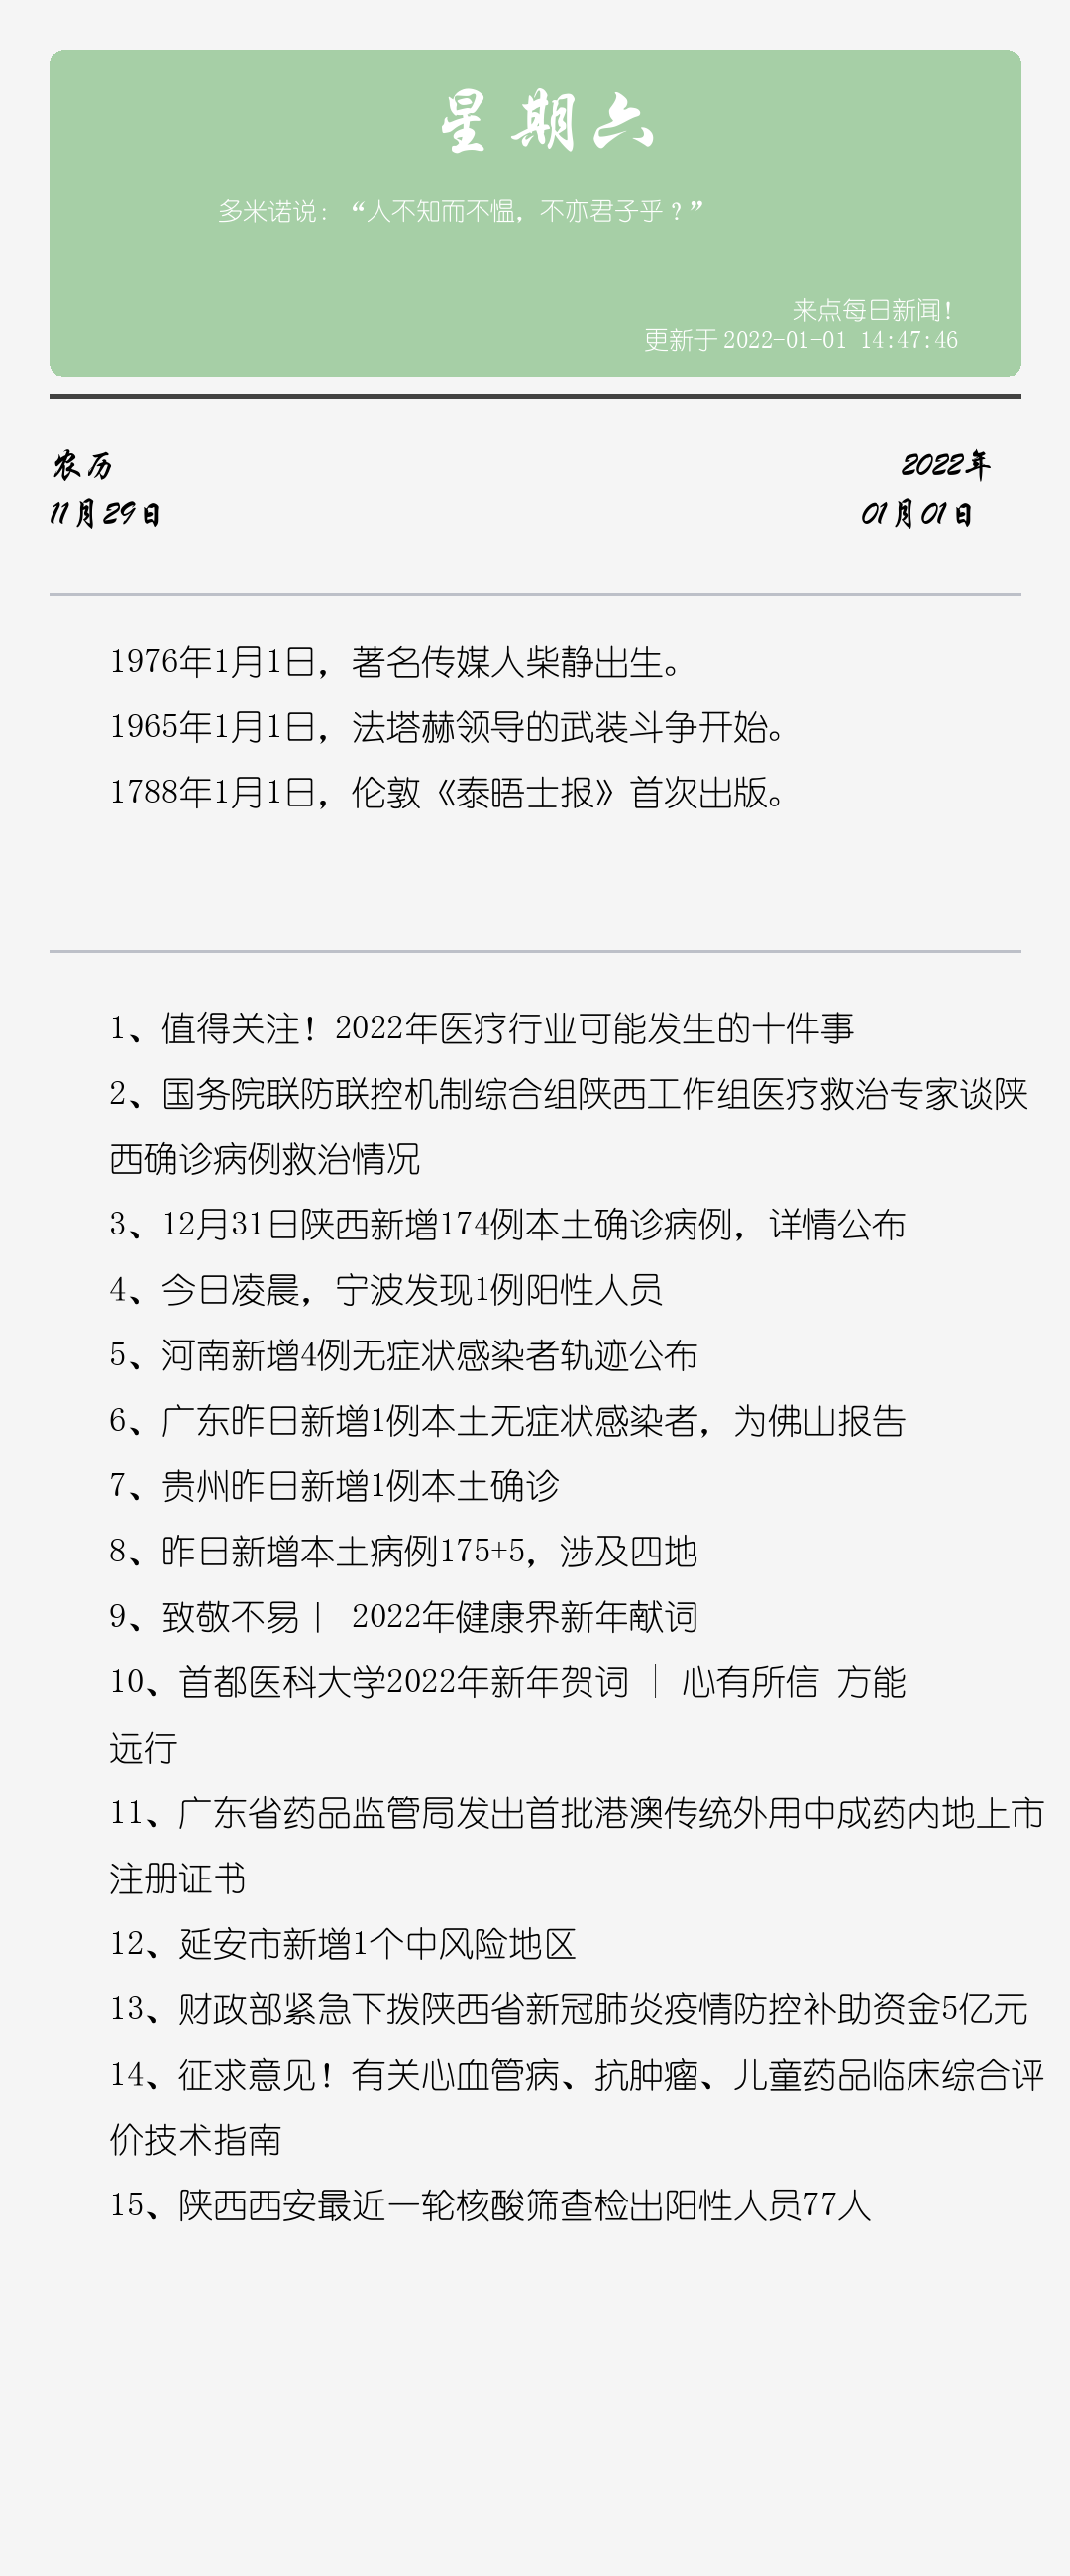 星期六
多米诺说：“人不知而不愠，不亦君子乎？”
来点每日新闻！
更新于 2022-01-01 14:47:46
农历
11月29日
2022年
01月01日
1976年1月1日，著名传媒人柴静出生。
1965年1月1日，法塔赫领导的武装斗争开始。
1788年1月1日，伦敦《泰晤士报》首次出版。
1、值得关注！2022年医疗行业可能发生的十件事
2、国务院联防联控机制综合组陕西工作组医疗救治专家谈陕
西确诊病例救治情况
3、12月31日陕西新增174例本土确诊病例，详情公布
4、今日凌晨，宁波发现1例阳性人员
5、河南新增4例无症状感染者轨迹公布
6、广东昨日新增1例本土无症状感染者，为佛山报告
7、贵州昨日新增1例本土确诊
8、昨日新增本土病例175+5，涉及四地
9、致敬不易丨 2022年健康界新年献词
10、首都医科大学2022年新年贺词 │ 心有所信 方能
远行
11、广东省药品监管局发出首批港澳传统外用中成药内地上市
注册证书
12、延安市新增1个中风险地区
13、财政部紧急下拨陕西省新冠肺炎疫情防控补助资金5亿元
14、征求意见！有关心血管病、抗肿瘤、儿童药品临床综合评
价技术指南
15、陕西西安最近一轮核酸筛查检出阳性人员77人